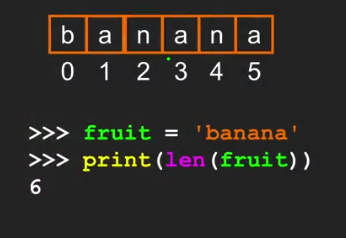 b a n a n a
0 1 2 3 4 5
>>> fruit = 'banana'
>>> print(len(fruit))
6